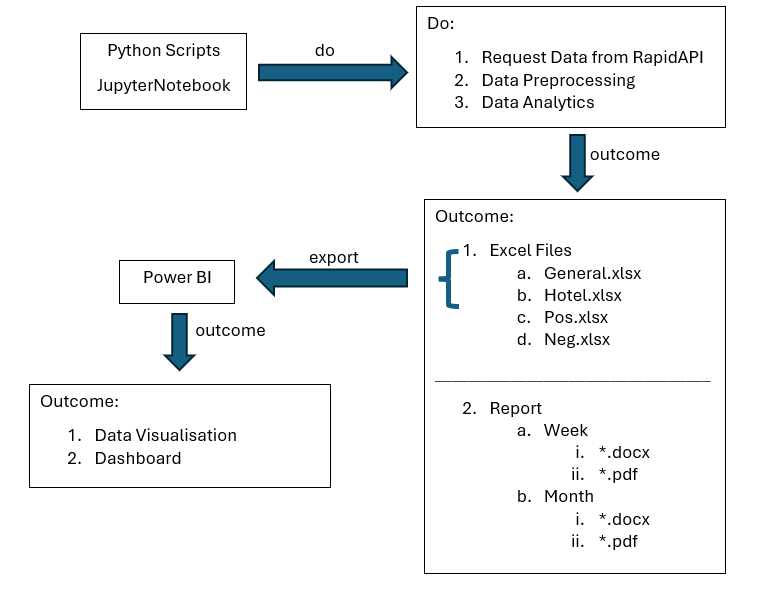 Python Scripts
JupyterNotebook
do
Do:
1. Request Data from RapidAPI
2. Data Preprocessing
3. Data Analytics
outcome
Outcome:
1. Excel Files
a. General.xlsx
b. Hotel.xlsx
c. Pos.xlsx
d. Neg.xlsx
2. Report
a. Week
i. *.docx
ii. *.pdf
b. Month
i. *.docx
ii. *.pdf
export
Power BI
outcome
Outcome:
1. Data Visualisation
2. Dashboard